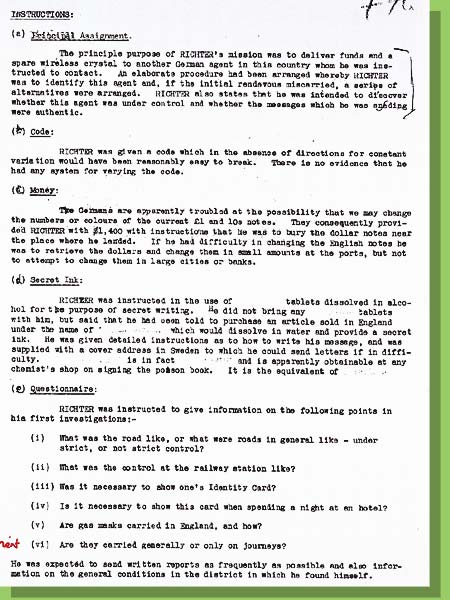 INSTRUCTIONS:
(a) Principal Assignment.
The principle purpose of RICHTER's mission was to deliver funds and a
spare wireless crystal to another German agent in this country whom he was ins-
tructed to contact. An elaborate procedure had been arranged whereby RICHTER
was to identify this agent and, if the initial rendevous miscarried, a series of
alternatives were arranged. RICHTER also states that he was intended to discover
whether this agent was under control and whether the messages which he was sending
were authentic.
(b) Code:
RICHTER was given a code which in the absence of directions for constant
variation would have been reasonably easy to break. There is no evidence that he
had any system for varying the code.
(c) Money:
The Germans are apparently troubled at the possibility that we may change
the numbers or colours of the current £1 and 10s notes. They consequently provi-
ded RICHTER with $1,400 with instructions that he was to bury the dollar notes near
the place where he landed. If he had difficulty in changing the English notes he
was to retrieve the dollars and change them in small amounts at the ports, but not
to attempt to change them in large cities or banks.
(d) Secret Ink:
RICHTER was instructed in the use of tablets dissolved in alco-
hol for the purpose of secret writing. He did not bring any tablets
with him, but said that he had been told to purchase an article sold in England
under the name of ' which would dissolve in water and provide a secret
ink. He was given detailed instructions as to how to write his message, and was
supplied with a cover address in Sweden to which he could send letters if in diffi-
culty. is in fact and is apparently obtainable at any
chemist's shop on signing the poison book. It is the equivalent of
(e) Questionnaire:
RICHTER was instructed to give information on the following points in
his first investigations:-
(i) What was the road like, or what were roads in general like - under
strict, or not strict control?
(ii) What was the control at the railway station like?
(iii) Was it necessary to show one's Identity Card?
(iv) Is it necessary to show this card when spending a night at an hotel?
(v) Are gas masks carried in England, and how?
(vi) Are they carried generally or only on journeys?
He was expected to send written reports as frequently as possible and also infor-
mation on the general conditions in the district in which he found himself.